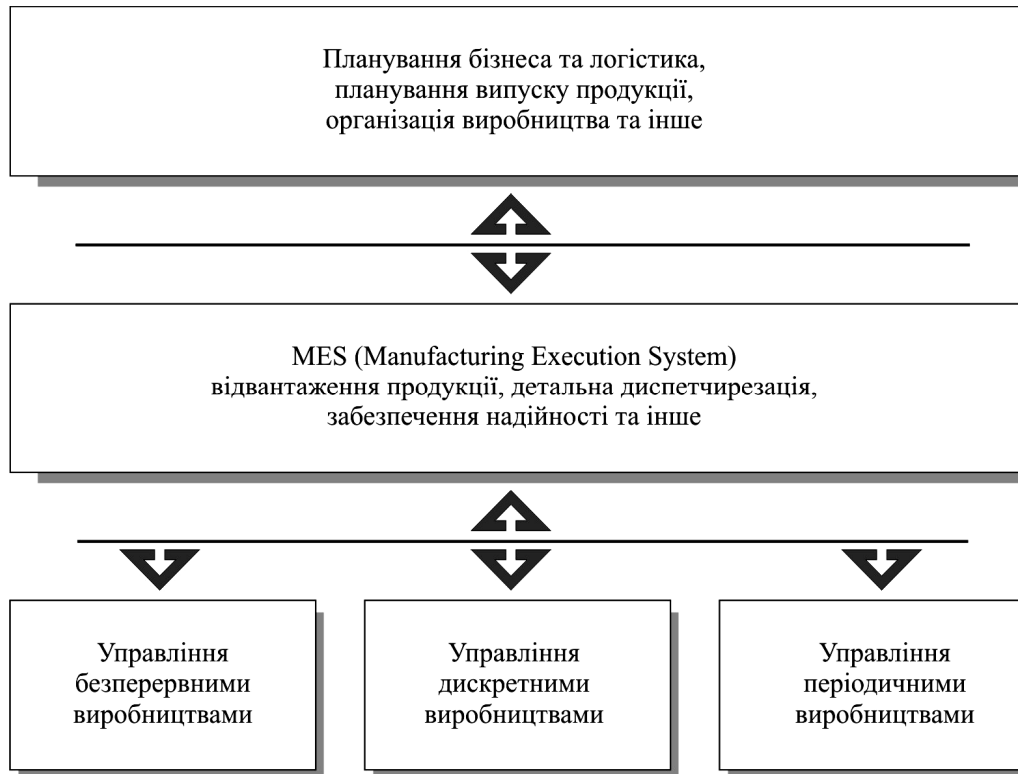 Планування бізнеса та логістика,
планування випуску продукції,
організація виробництва та інше
MES (Manufacturing Execution System)
відвантаження продукції, детальна диспетчирезація,
забезпечення надійності та інше
Управління
безперервними
виробництвами
Управління
дискретними
виробництвами
Управління
періодичними
виробництвами